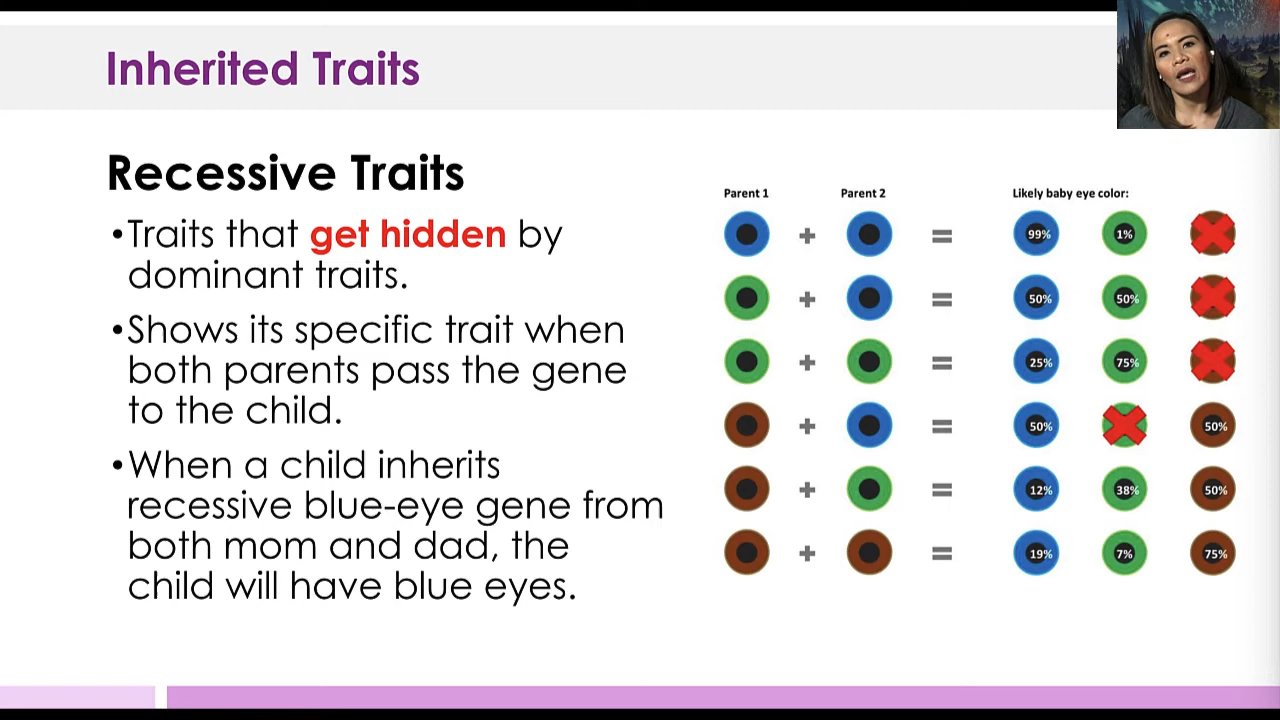 Inherited Traits
Recessive Traits
•Traits that get hidden by
dominant traits.
•Shows its specific trait when
both parents pass the gene
to the child.
•When a child inherits
recessive blue-eye gene from
both mom and dad, the
child will have blue eyes.
Parent 1 Parent 2 Likely baby eye color:
+ = 99% 1%
+ = 50% 50%
+ = 25% 75%
+ = 50% 50%
+ = 12% 38% 50%
+ = 19% 7% 75%